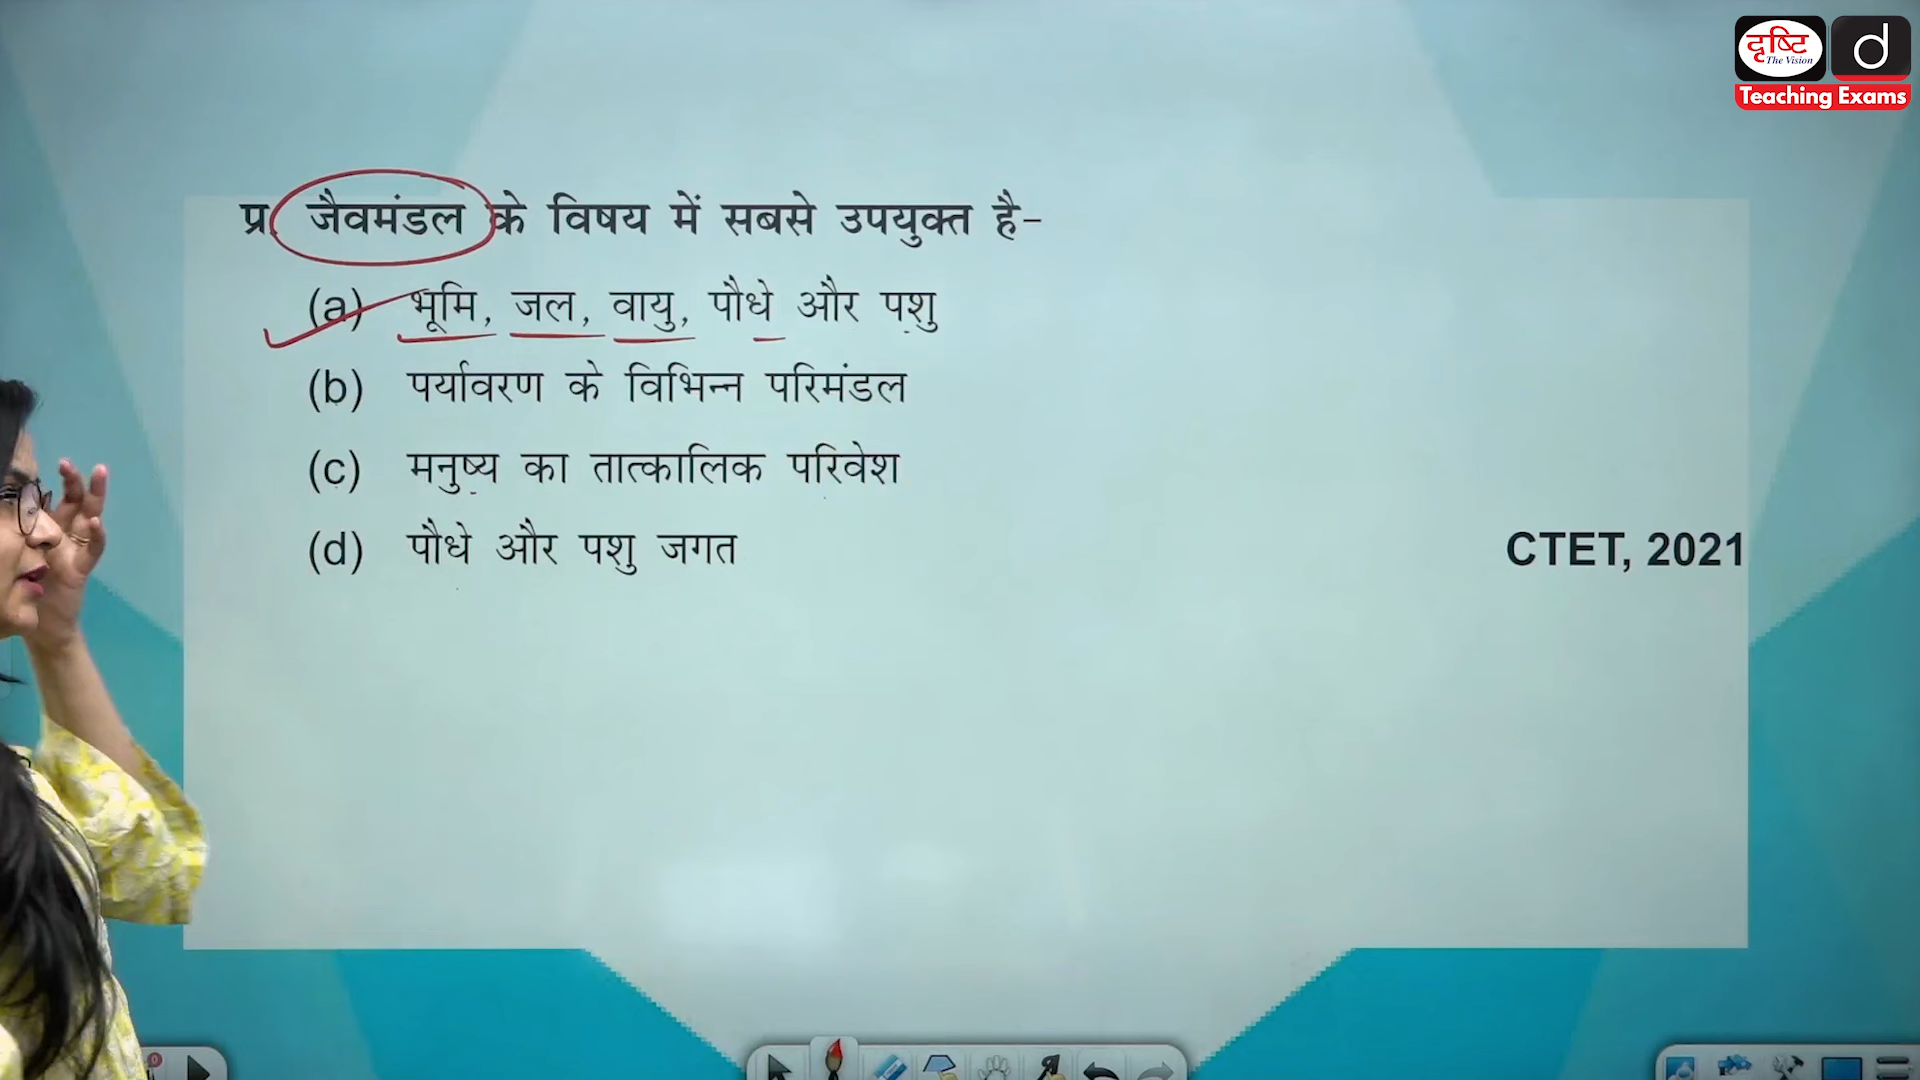 दृष्टि
The Vision
d
Teaching Exams
प्र. जैवमंडल के विषय में सबसे उपयुक्त है-
(a) भूमि, जल, वायु, पौधे और पशु
(b) पर्यावरण के विभिन्न परिमंडल
(c) मनुष्य का तात्कालिक परिवेश
(d) पौधे और पशु जगत
CTET, 2021